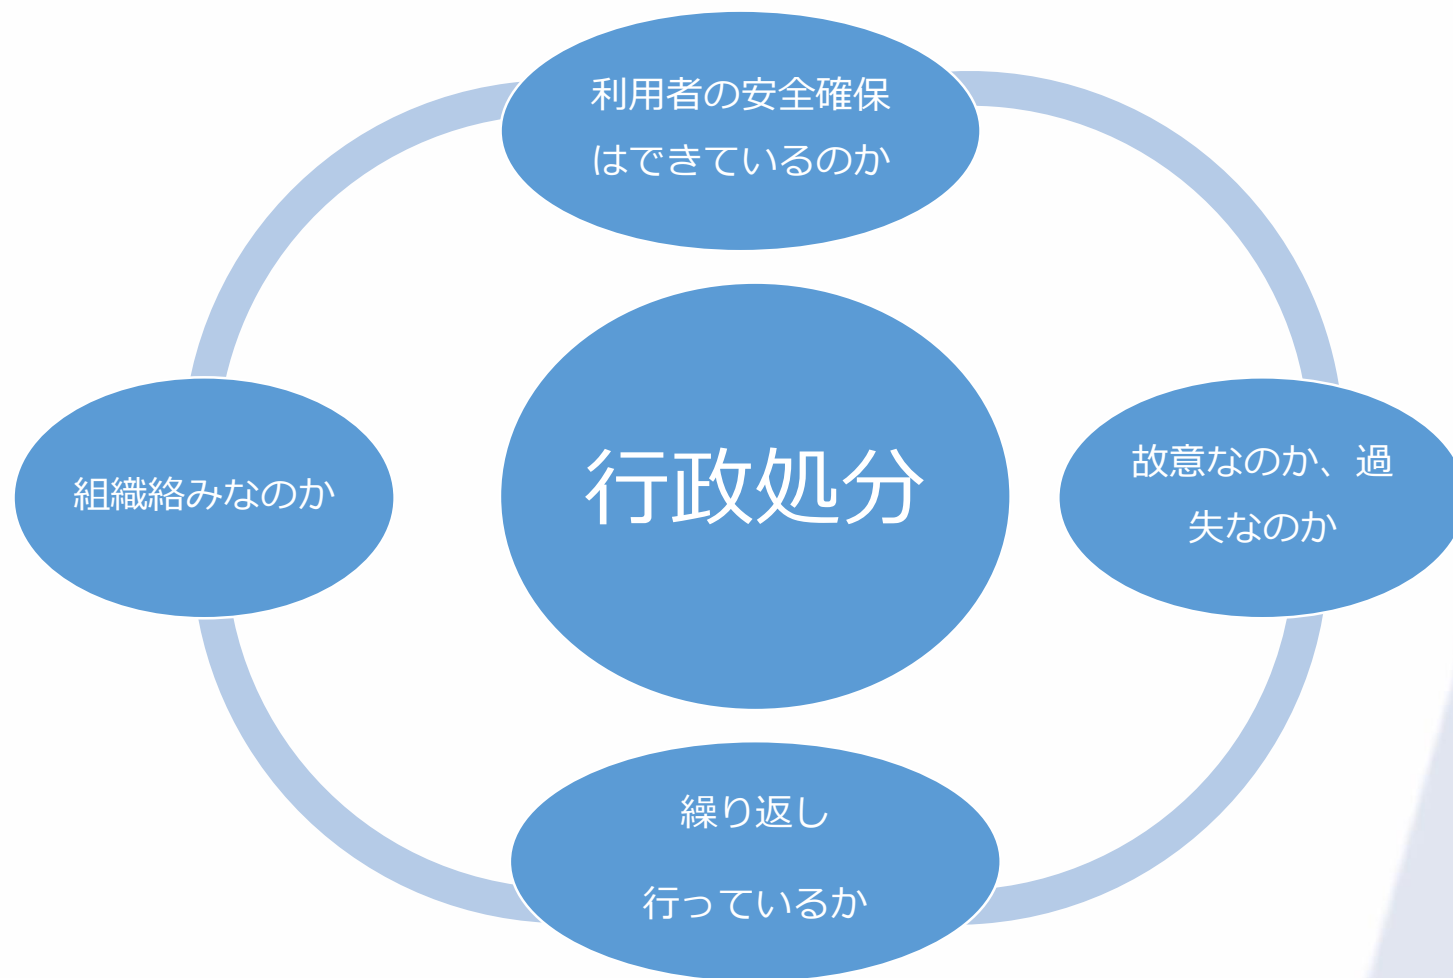 利用者の安全確保
はできているのか
行政処分
組織絡みなのか
故意なのか、過
失なのか
繰り返し
行っているか